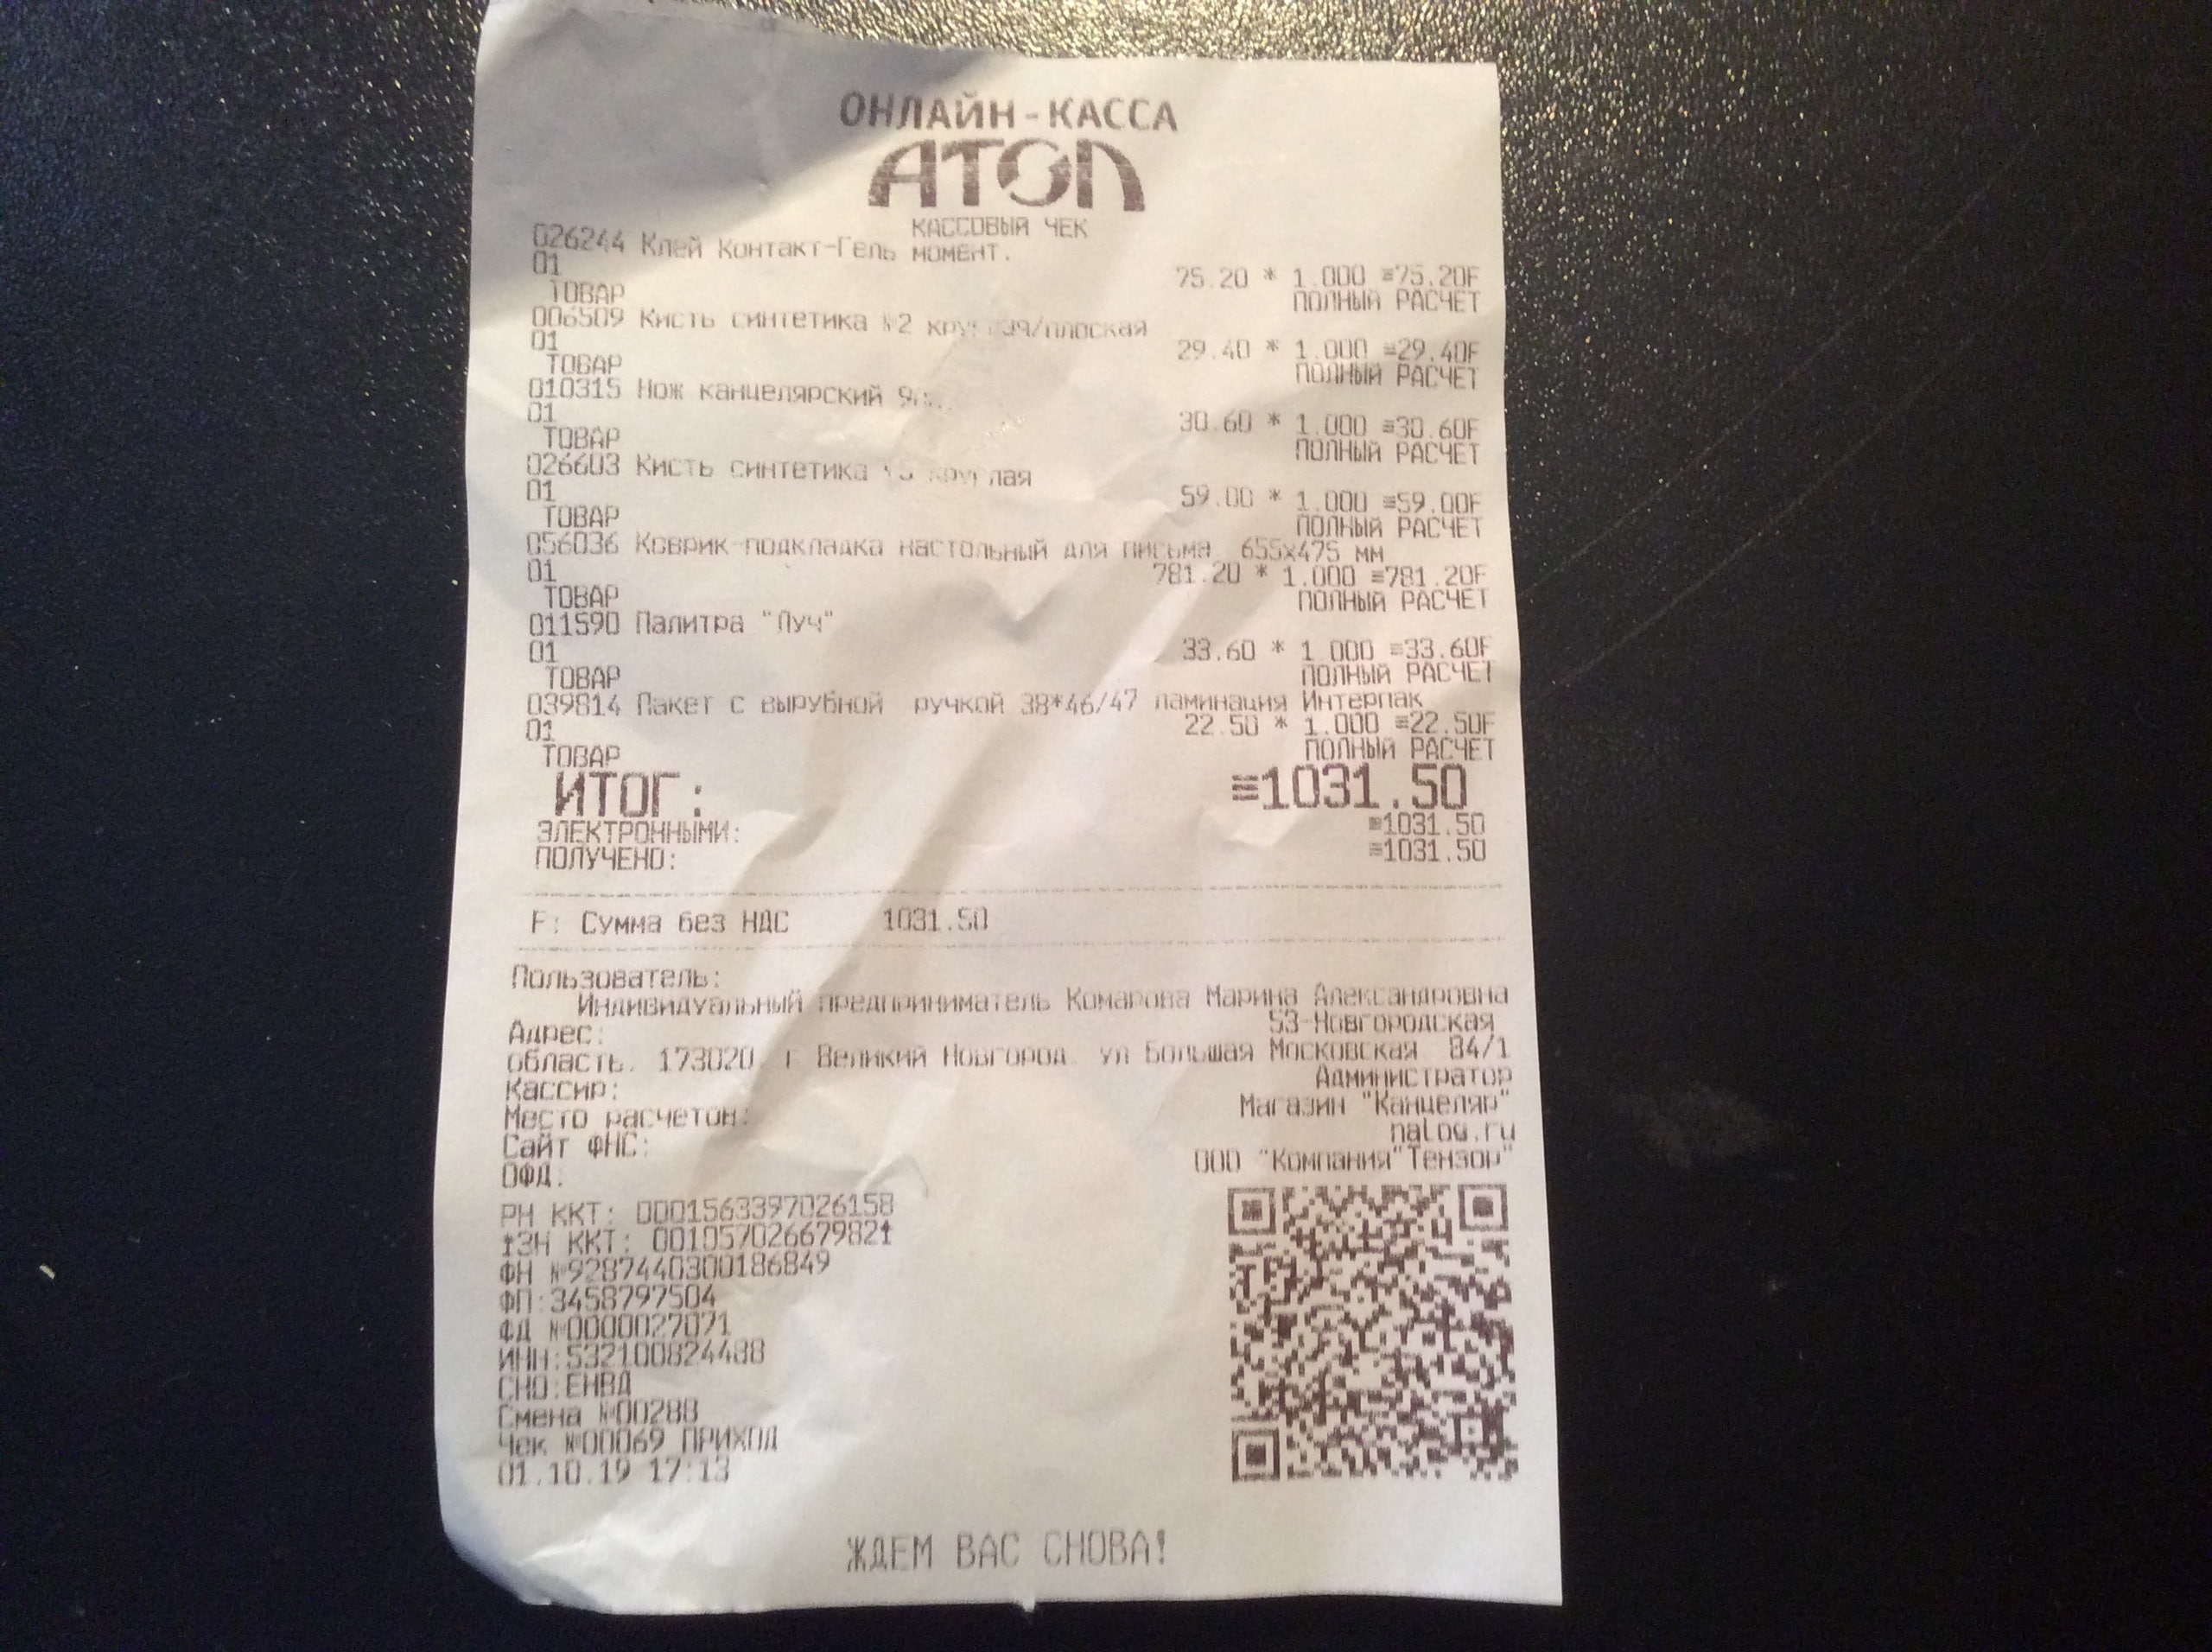 ОНЛАЙН-КАССА
АТОЛ
КАССОВЫЙ ЧЕК
026244 Клей Контакт-Гель МОМЕНТ.
01 75.20 * 1.000 ≡75.20F
ТОВАР ПОЛНЫЙ РАСЧЕТ
006509 Кисть синтетика №2 круглая/плоская
01 29.40 * 1.000 ≡29.40F
ТОВАР ПОЛНЫЙ РАСЧЕТ
010315 Нож канцелярский
01 30.60 * 1.000 ≡30.60F
ТОВАР ПОЛНЫЙ РАСЧЕТ
026603 Кисть синтетика круглая
01 59.00 * 1.000 ≡59.00F
ТОВАР ПОЛНЫЙ РАСЧЕТ
056036 Коврик-подкладка настольный для письма 655х475 мм
01 781.20 * 1.000 ≡781.20F
ТОВАР ПОЛНЫЙ РАСЧЕТ
011590 Палитра "Луч"
01 33.60 * 1.000 ≡33.60F
ТОВАР ПОЛНЫЙ РАСЧЕТ
039814 Пакет с вырубной ручкой 38*46/47 ламинация Интерпак
01 22.50 * 1.000 ≡22.50F
ТОВАР ПОЛНЫЙ РАСЧЕТ
ИТОГ: ≡1031.50
ЭЛЕКТРОННЫМИ: ≡1031.50
ПОЛУЧЕНО: ≡1031.50
F: Сумма без НДС 1031.50
Пользователь:
Индивидуальный предприниматель Комарова Марина Александровна
Адрес: 53-Новгородская
область, 173020, г Великий Новгород, ул Большая Московская, 84/1
Кассир: Администратор
Место расчетов: Магазин "Канцеляр"
Сайт ФНС: nalog.ru
ОФД: ООО "Компания"Тензор"
РН ККТ: 0001563397026158
↑ЗН ККТ: 00105702667982↑
ФН №9287440300186849
ФП:3458797504
ФД №0000027071
ИНН:532100824488
СНО:ЕНВД
Смена №00288
Чек №00069 ПРИХОД
01.10.19 17:13
ЖДЕМ ВАС СНОВА!